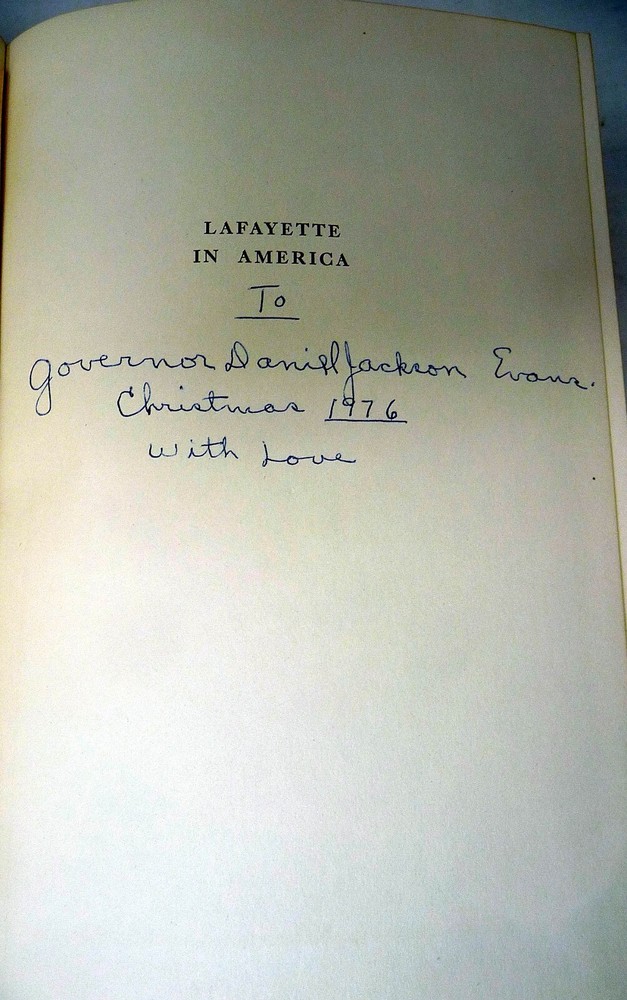 LAFAYETTE
IN AMERICA
To
Governor Daniel Jackson Evans.
Christmas 1976
With Love